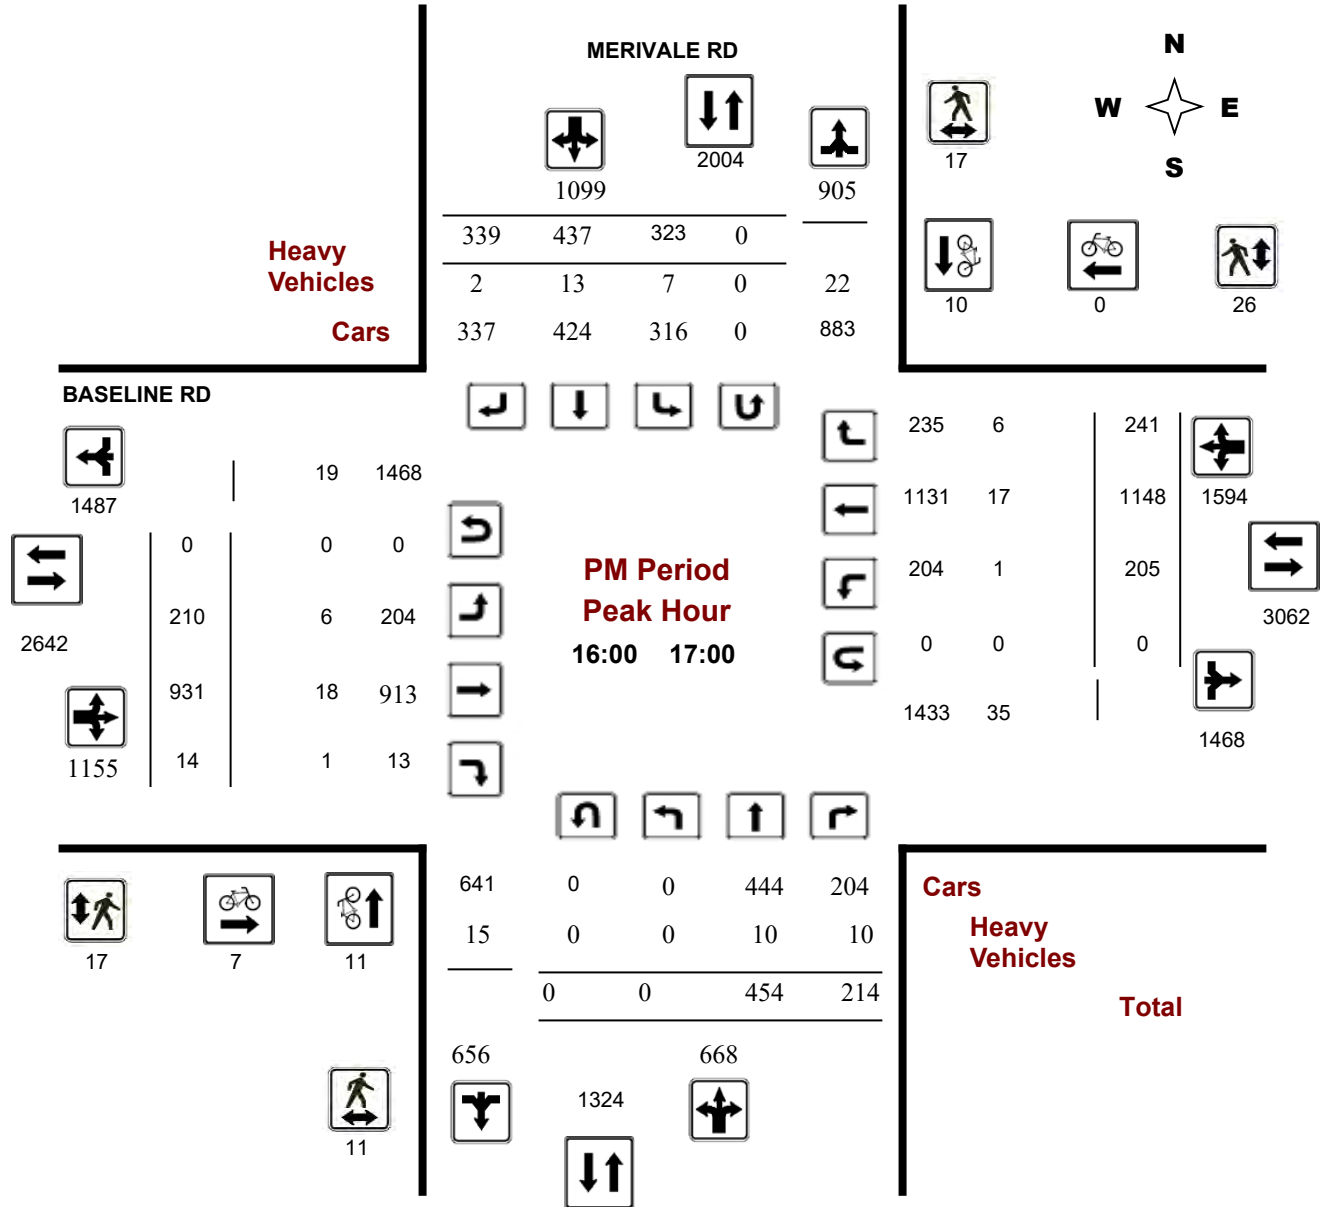 MERIVALE RD
N
W E
S
2004
17
1099
905
339 437 323 0
Heavy
Vehicles
2 13 7 0 22
10 0 26
Cars
337 424 316 0 883
BASELINE RD
235 6 241
19 1468
1487
1131 17 1148 1594
0 0 0
PM Period
204 1 205
Peak Hour
210 6 204
3062
2642
16:00 17:00
0 0 0
931 18 913
1433 35
1468
1155
14 1 13
641 0 0 444 204
Cars
15 0 0 10 10
Heavy
Vehicles
17 7 11
0 0 454 214
Total
656 668
1324
11